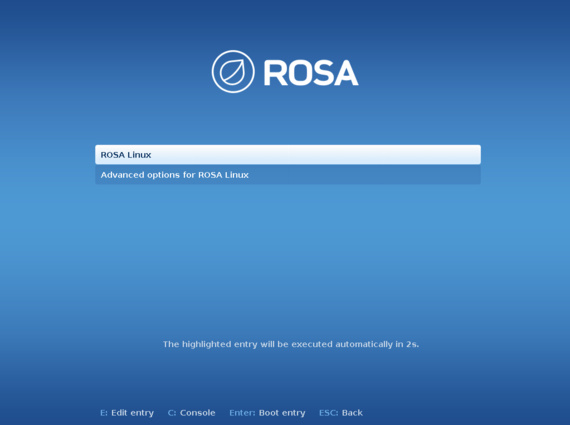 ROSA
ROSA Linux
Advanced options for ROSA Linux
The highlighted entry will be executed automatically in 2s.
E: Edit entry C: Console Enter: Boot entry ESC: Back